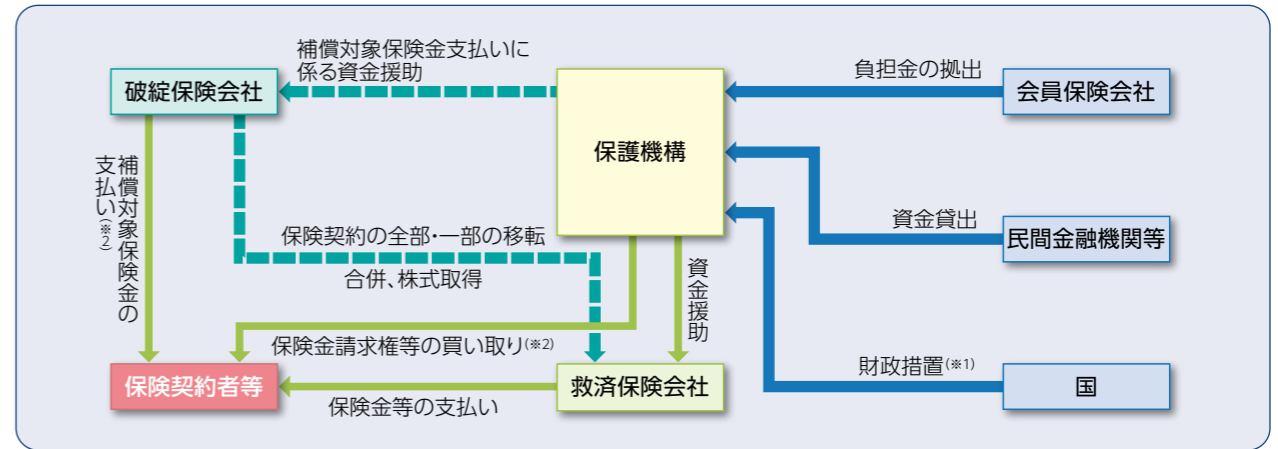 補償対象保険金支払いに
係る資金援助
破綻保険会社
保護機構
負担金の拠出
会員保険会社
補償対象保険金の
支払い(※2)
保険契約の全部・一部の移転
合併、株式取得
資金援助
資金貸出
民間金融機関等
保険金請求権等の買い取り(※2)
財政措置(※1)
保険契約者等
保険金等の支払い
救済保険会社
国